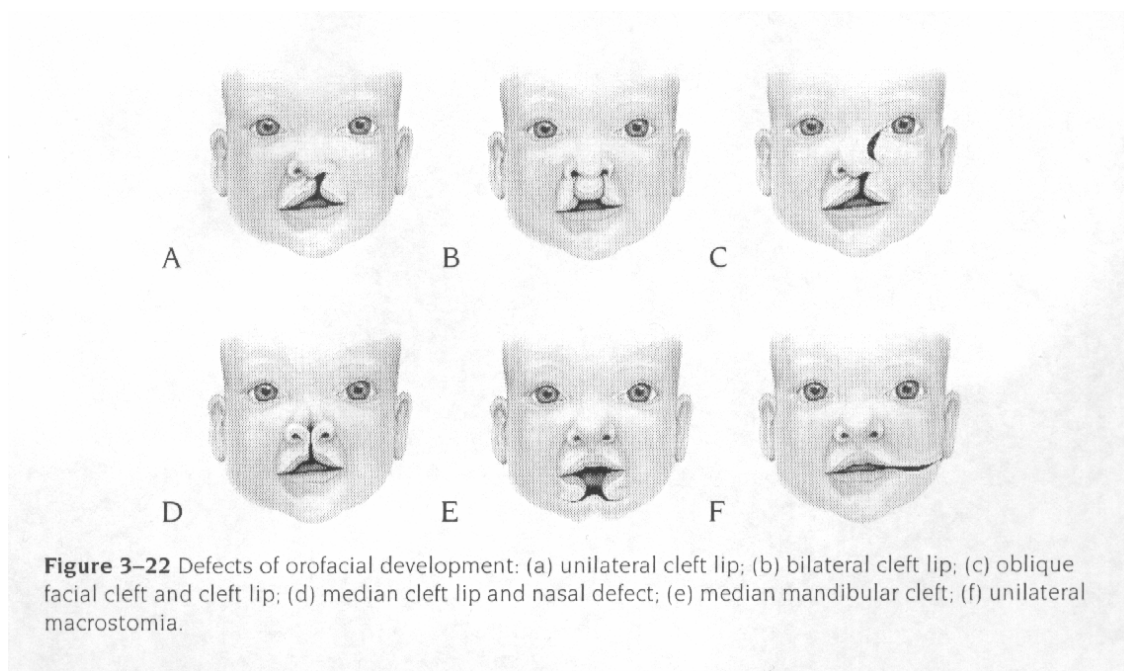 A B C
D E F
Figure 3–22 Defects of orofacial development: (a) unilateral cleft lip; (b) bilateral cleft lip; (c) oblique
facial cleft and cleft lip; (d) median cleft lip and nasal defect; (e) median mandibular cleft; (f) unilateral
macrostomia.